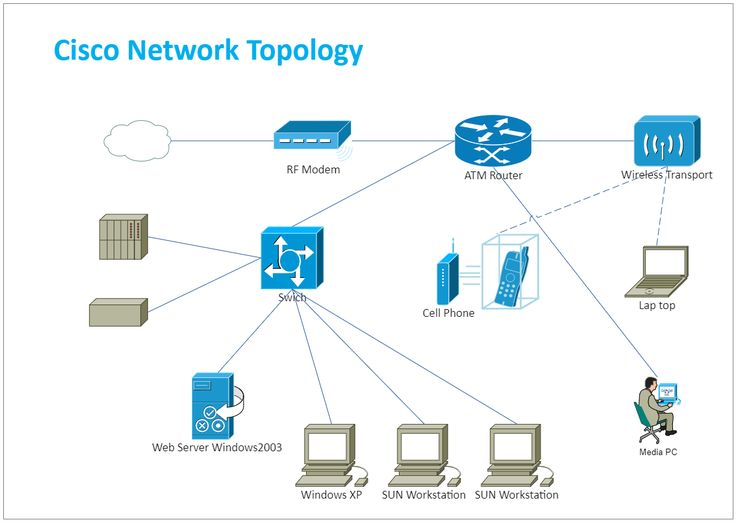 Cisco Network Topology
RF Modem
ATM Router
Wireless Transport
Swich
Cell Phone
Lap top
Web Server Windows2003
Media PC
Windows XP
SUN Workstation
SUN Workstation